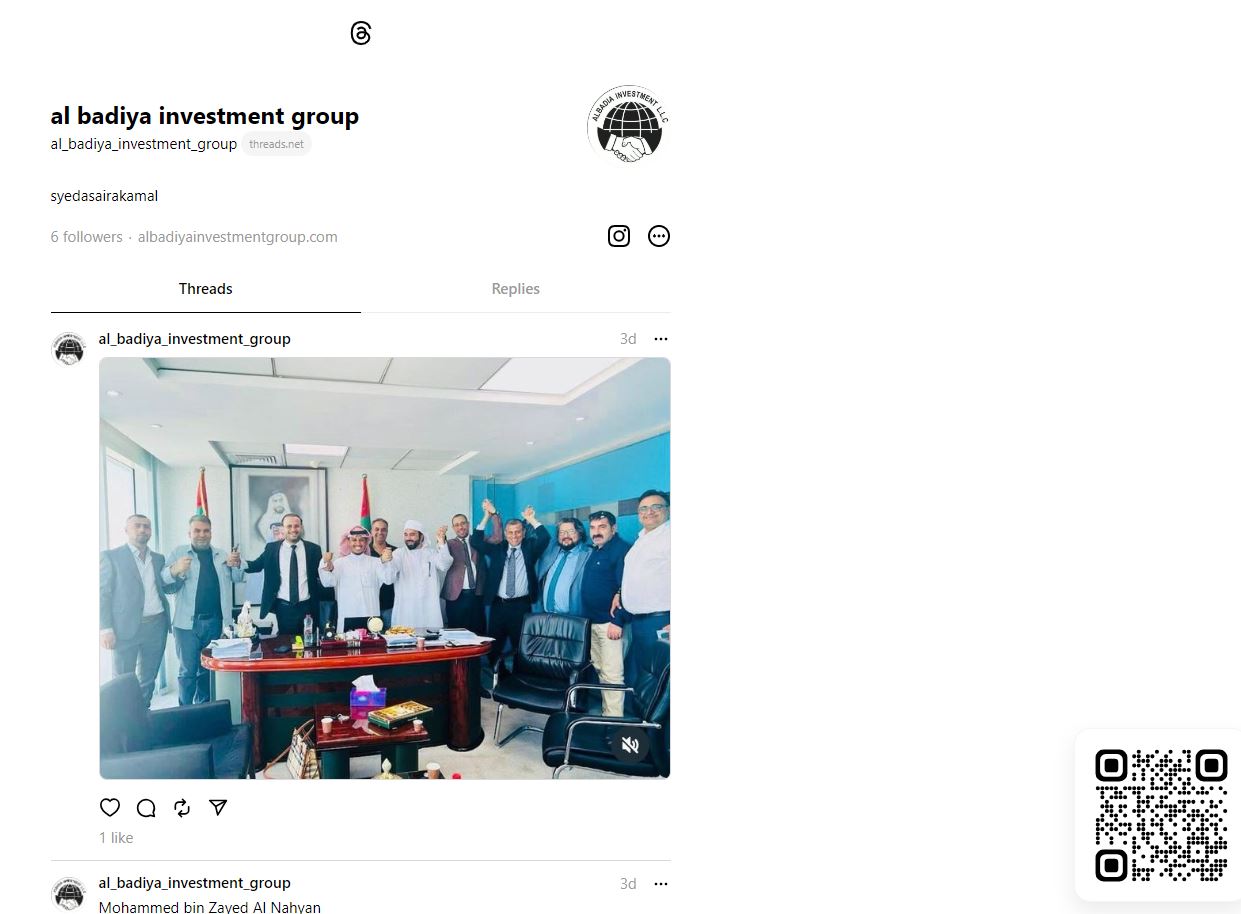 al badiya investment group
al_badiya_investment_group threads.net
ALBADIA INVESTMENT L.L.C
syedasairakamal
6 followers · albadiyainvestmentgroup.com
Threads Replies
al_badiya_investment_group 3d
1 like
al_badiya_investment_group 3d
Mohammed bin Zayed Al Nahyan